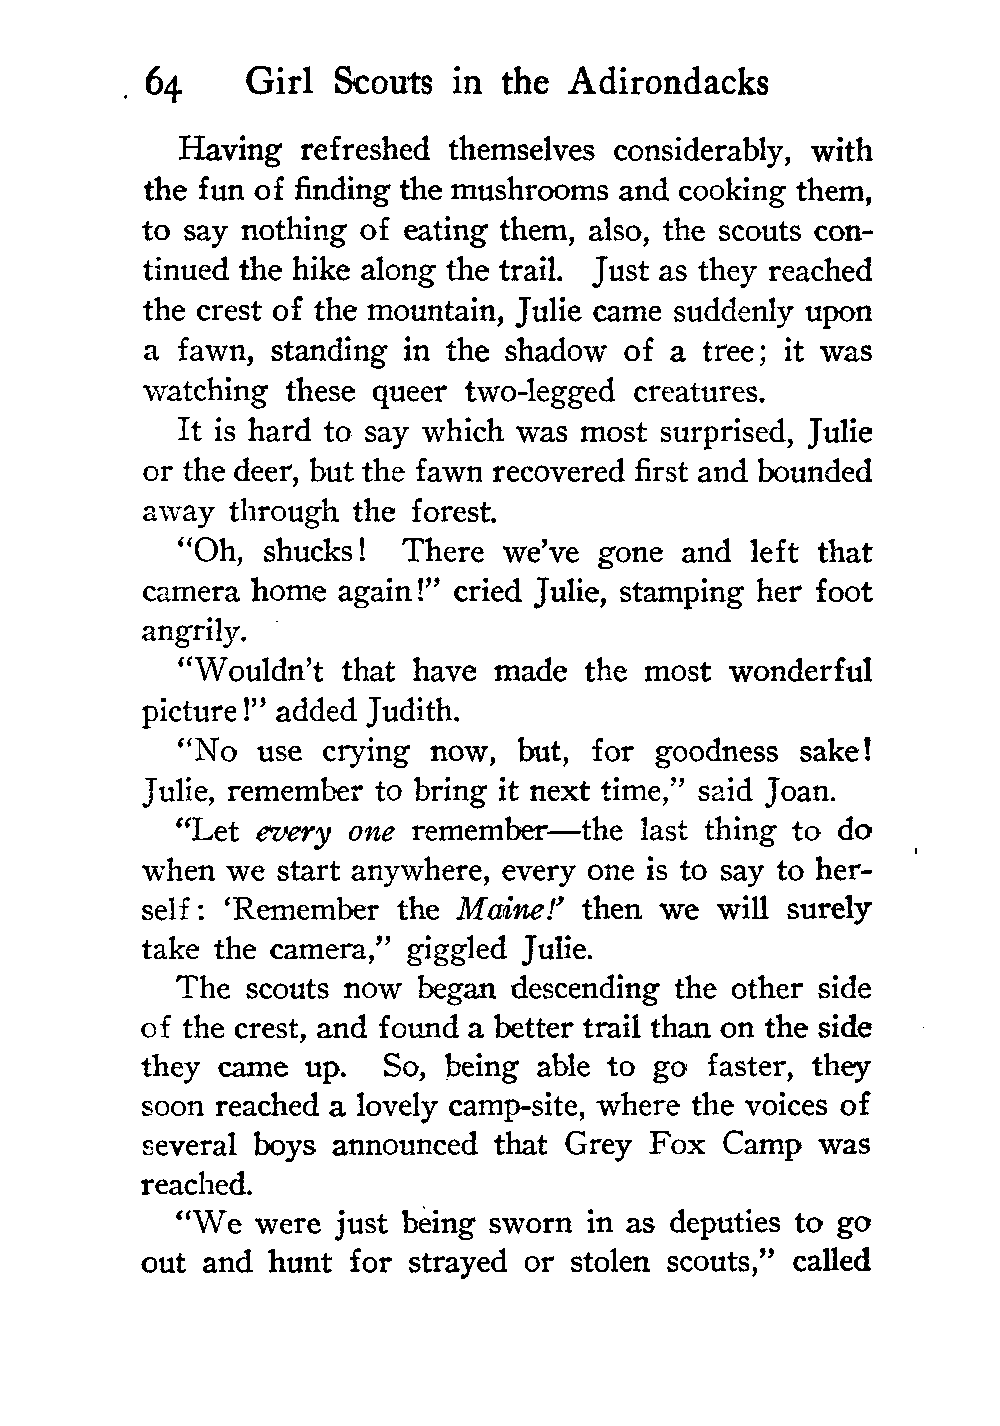 64 Girl Scouts in the Adirondacks
Having refreshed themselves considerably, with
the fun of finding the mushrooms and cooking them,
to say nothing of eating them, also, the scouts con-
tinued the hike along the trail. Just as they reached
the crest of the mountain, Julie came suddenly upon
a fawn, standing in the shadow of a tree; it was
watching these queer two-legged creatures.
It is hard to say which was most surprised, Julie
or the deer, but the fawn recovered first and bounded
away through the forest.
"Oh, shucks! There we've gone and left that
camera home again!" cried Julie, stamping her foot
angrily.
"Wouldn't that have made the most wonderful
picture!" added Judith.
"No use crying now, but, for goodness sake!
Julie, remember to bring it next time," said Joan.
"Let every one remember—the last thing to do
when we start anywhere, every one is to say to her-
self: 'Remember the Maine!' then we will surely
take the camera," giggled Julie.
The scouts now began descending the other side
of the crest, and found a better trail than on the side
they came up. So, being able to go faster, they
soon reached a lovely camp-site, where the voices of
several boys announced that Grey Fox Camp was
reached.
"We were just being sworn in as deputies to go
out and hunt for strayed or stolen scouts," called